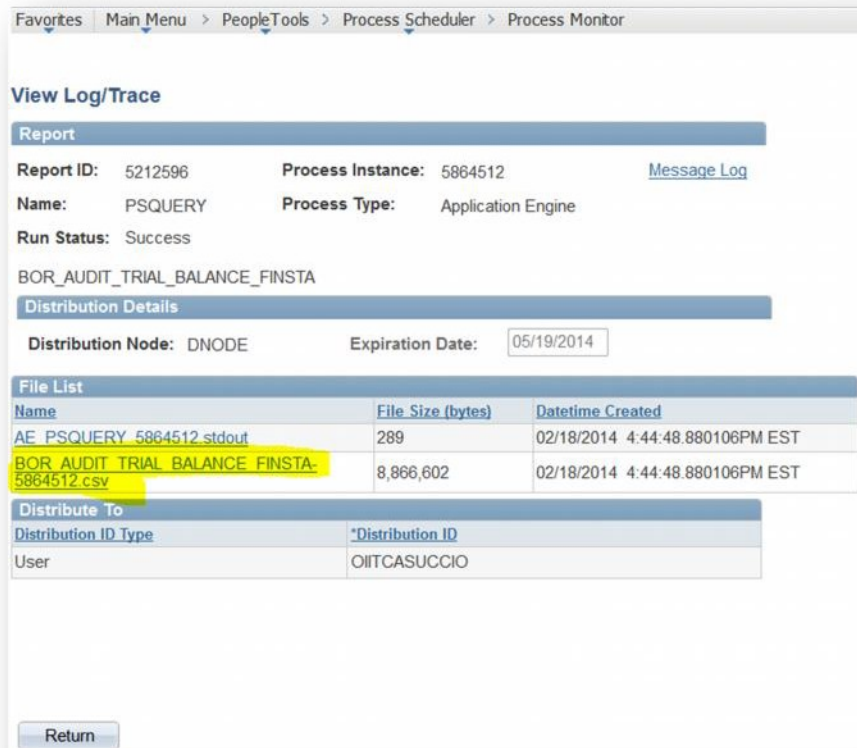 Favorites Main Menu > PeopleTools > Process Scheduler > Process Monitor
View Log/Trace
Report
Report ID: 5212596 Process Instance: 5864512 Message Log
Name: PSQUERY Process Type: Application Engine
Run Status: Success
BOR_AUDIT_TRIAL_BALANCE_FINSTA
Distribution Details
Distribution Node: DNODE Expiration Date: 05/19/2014
File List
Name File Size (bytes) Datetime Created
AE_PSQUERY_5864512.stdout 289 02/18/2014 4:44:48.880106PM EST
BOR_AUDIT_TRIAL_BALANCE_FINSTA-
5864512.csv 8,866,602 02/18/2014 4:44:48.880106PM EST
Distribute To
Distribution ID Type *Distribution ID
User OIITCASUCCIO
Return